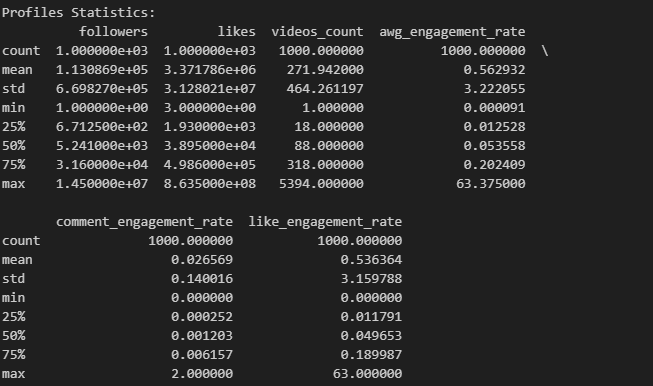 Profiles Statistics:
          followers         likes  videos_count  awg_engagement_rate
count  1.000000e+03  1.000000e+03   1000.000000          1000.000000  \
mean   1.130869e+05  3.371786e+06    271.942000             0.562932
std    6.698270e+05  3.128021e+07    464.261197             3.222055
min    1.000000e+00  3.000000e+00      1.000000             0.000091
25%    6.712500e+02  1.930000e+03     18.000000             0.012528
50%    5.241000e+03  3.895000e+04     88.000000             0.053558
75%    3.160000e+04  4.986000e+05    318.000000             0.202409
max    1.450000e+07  8.635000e+08   5394.000000            63.375000
       comment_engagement_rate  like_engagement_rate
count              1000.000000           1000.000000
mean                  0.026569              0.536364
std                   0.140016              3.159788
min                   0.000000              0.000000
25%                   0.000252              0.011791
50%                   0.001203              0.049653
75%                   0.006157              0.189987
max                   2.000000             63.000000